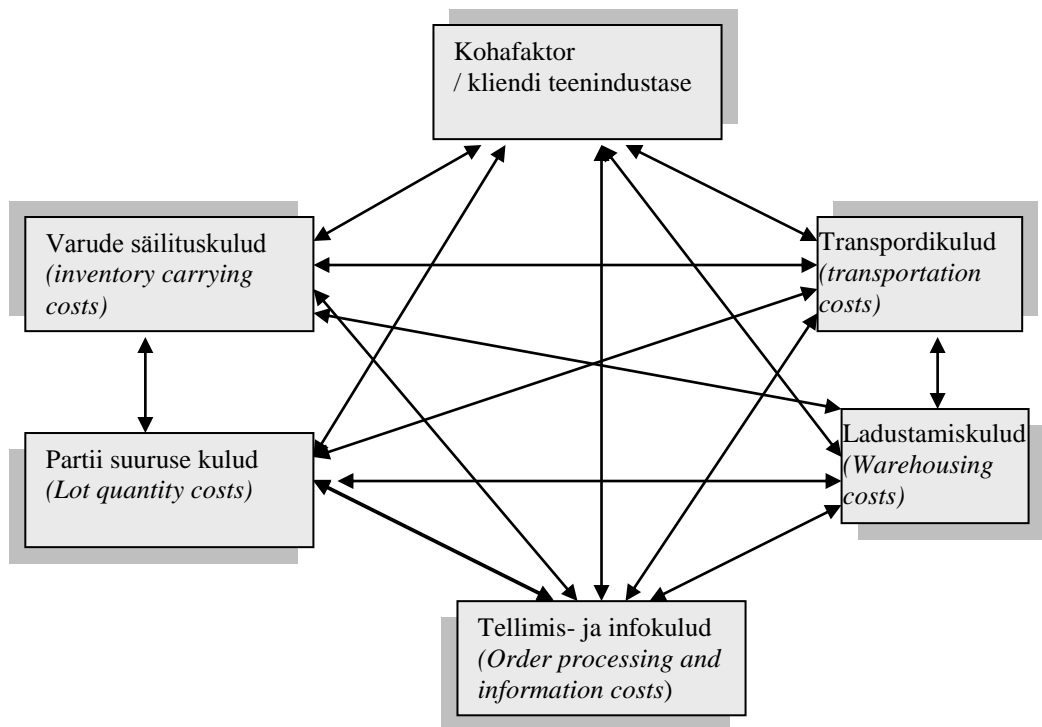 Kohafaktor
/ kliendi teenindustase
Varude säilituskulud
(inventory carrying
costs)
Transpordikulud
(transportation
costs)
Partii suuruse kulud
(Lot quantity costs)
Ladustamiskulud
(Warehousing
costs)
Tellimis- ja infokulud
(Order processing and
information costs)